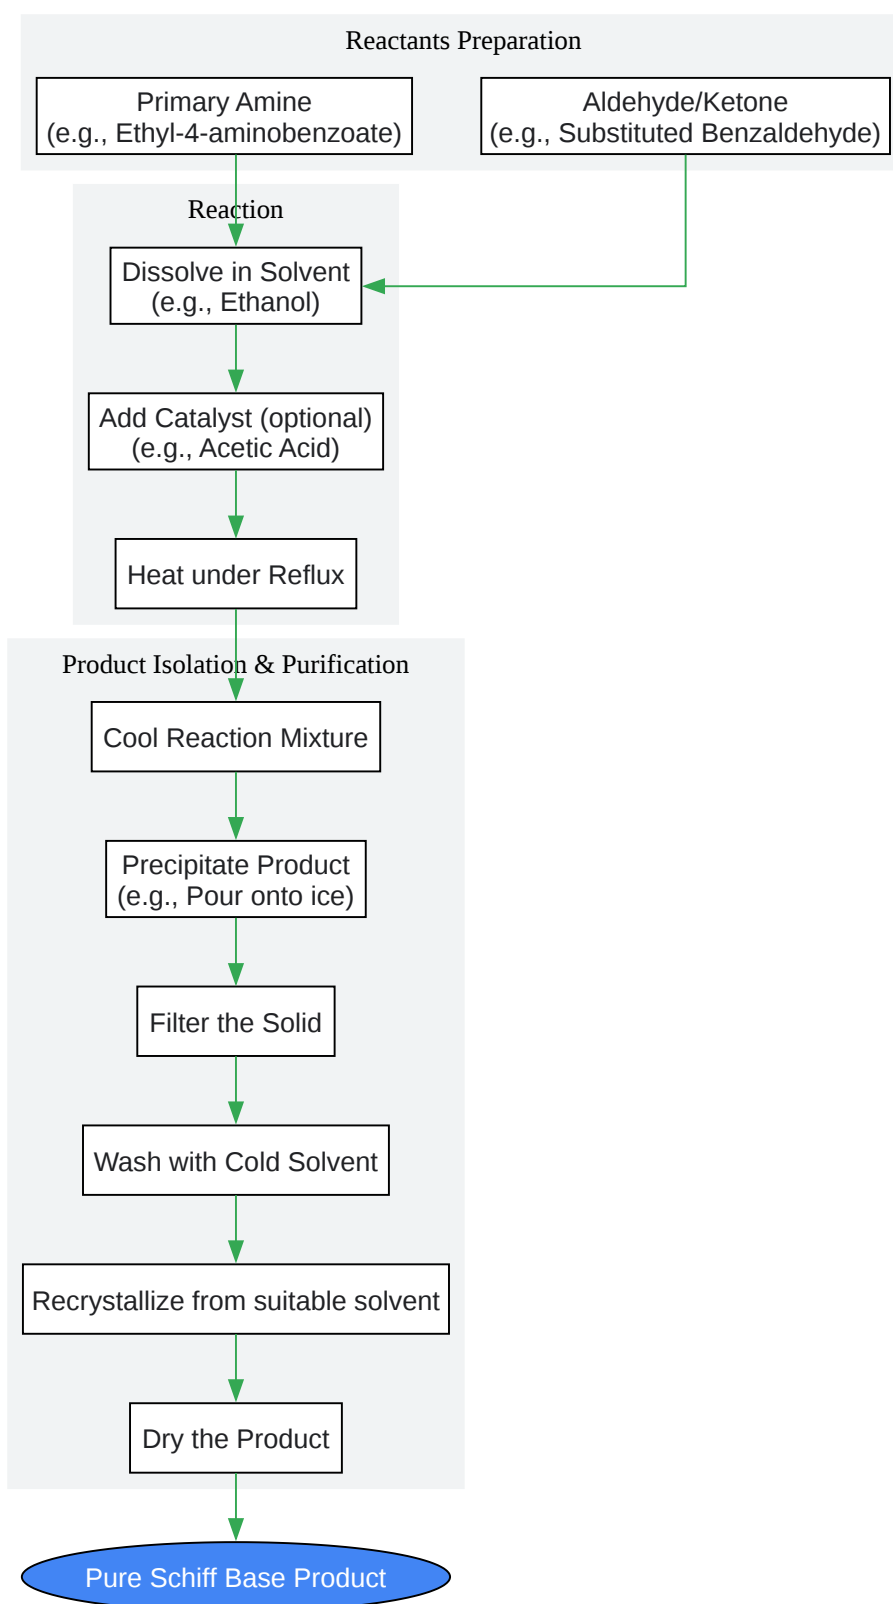 Reactants Preparation
Primary Amine
(e.g., Ethyl-4-aminobenzoate)
Aldehyde/Ketone
(e.g., Substituted Benzaldehyde)
Reaction
Dissolve in Solvent
(e.g., Ethanol)
Add Catalyst (optional)
(e.g., Acetic Acid)
Heat under Reflux
Product Isolation & Purification
Cool Reaction Mixture
Precipitate Product
(e.g., Pour onto ice)
Filter the Solid
Wash with Cold Solvent
Recrystallize from suitable solvent
Dry the Product
Pure Schiff Base Product